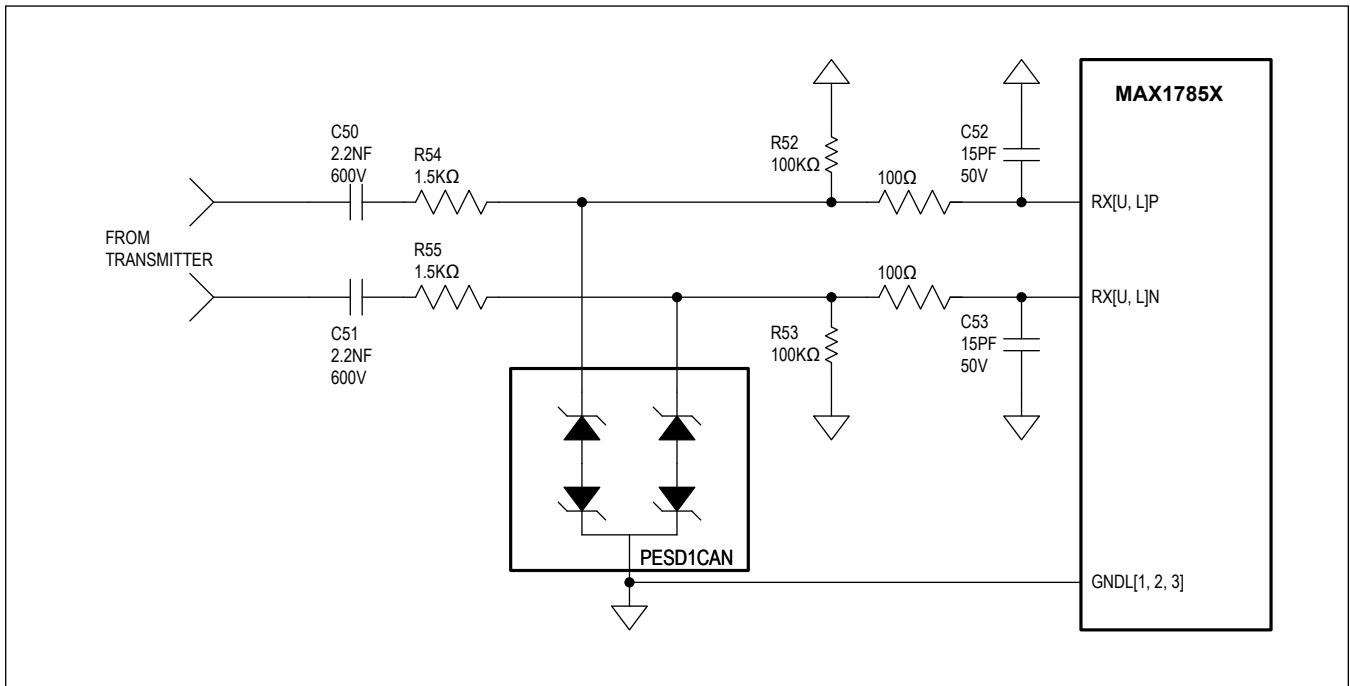 MAX1785X
C50
2.2NF
600V
R54
1.5KΩ
R52
100KΩ
100Ω
C52
15PF
50V
RX[U, L]P
FROM
TRANSMITTER
R55
1.5KΩ
C51
2.2NF
600V
R53
100KΩ
100Ω
C53
15PF
50V
RX[U, L]N
PESD1CAN
GNDL[1, 2, 3]